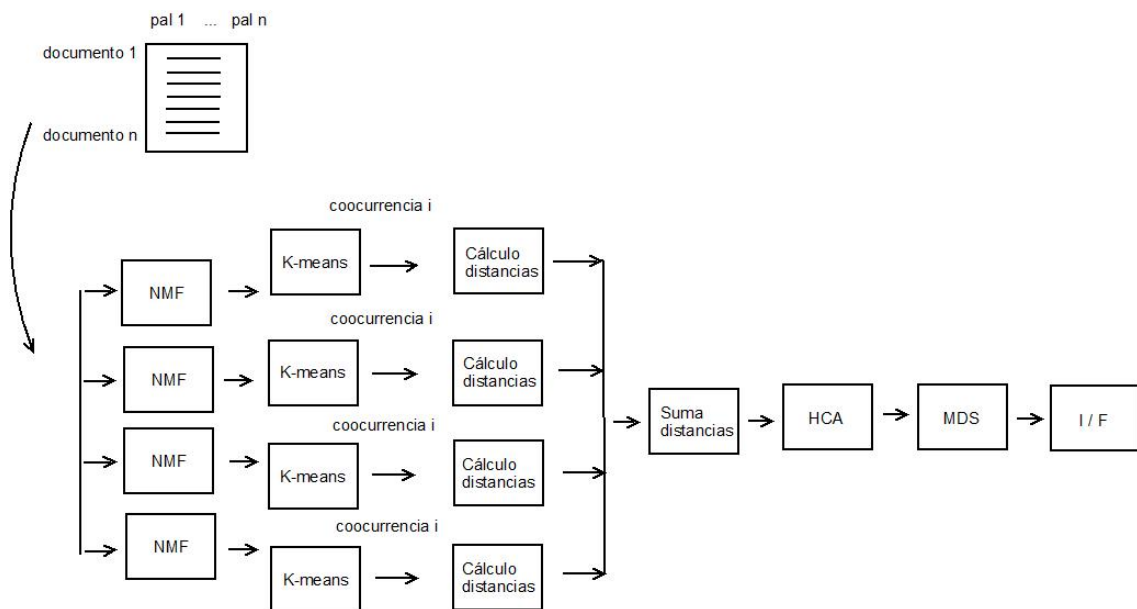 pal 1 ... pal n
documento 1
documento n
coocurrencia i
NMF
K-means
Cálculo
distancias
coocurrencia i
NMF
K-means
Cálculo
distancias
coocurrencia i
NMF
K-means
Cálculo
distancias
coocurrencia i
NMF
K-means
Cálculo
distancias
Suma
distancias
HCA
MDS
I / F